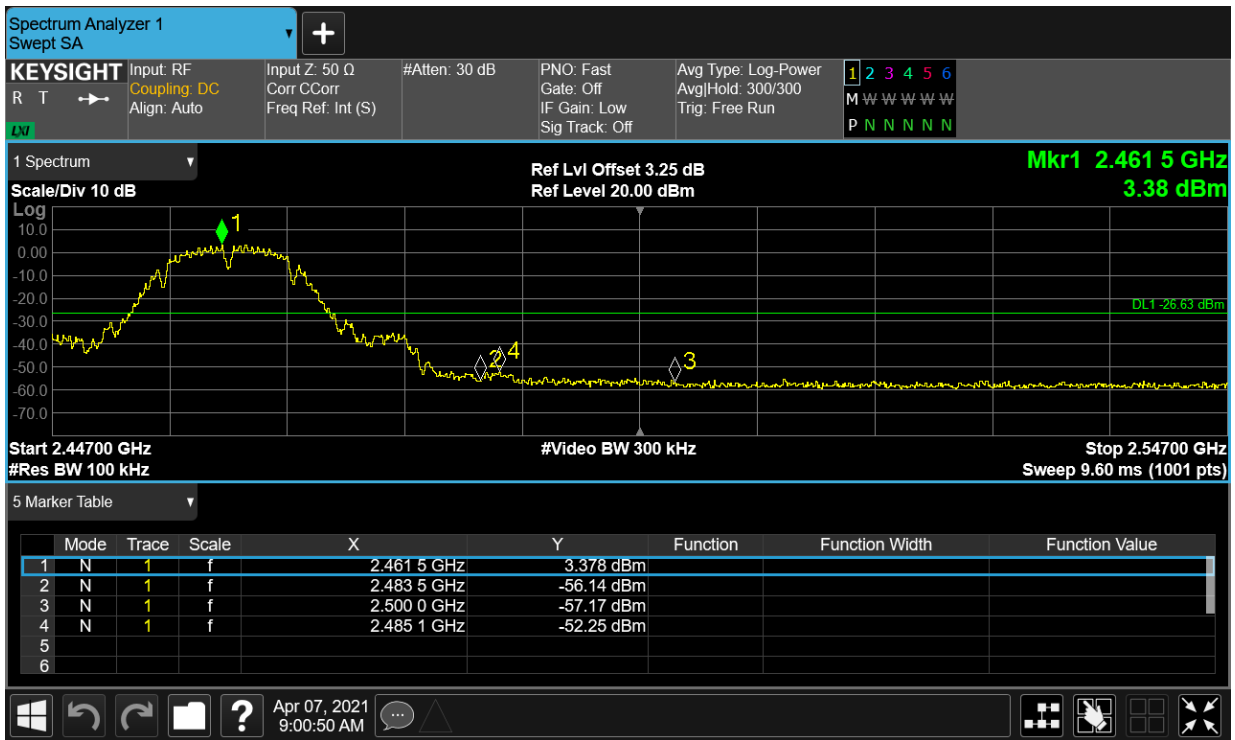 Spectrum Analyzer 1
Swept SA
+
KEYSIGHT Input: RF Input Z: 50 Ω #Atten: 30 dB PNO: Fast Avg Type: Log-Power 1 2 3 4 5 6
R T Coupling: DC Corr CCorr Gate: Off Avg|Hold: 300/300 M W W W W W
Align: Auto Freq Ref: Int (S) IF Gain: Low Trig: Free Run
LXI Sig Track: Off P N N N N N
1 Spectrum Ref Lvl Offset 3.25 dB Mkr1 2.461 5 GHz
Scale/Div 10 dB Ref Level 20.00 dBm 3.38 dBm
Log
10.0 1
0.00
-10.0
-20.0 DL1 -26.63 dBm
-30.0
-40.0
-50.0 2 4 3
-60.0
-70.0
Start 2.44700 GHz #Video BW 300 kHz Stop 2.54700 GHz
#Res BW 100 kHz Sweep 9.60 ms (1001 pts)
5 Marker Table
Mode Trace Scale X Y Function Function Width Function Value
1 N 1 f 2.461 5 GHz 3.378 dBm
2 N 1 f 2.483 5 GHz -56.14 dBm
3 N 1 f 2.500 0 GHz -57.17 dBm
4 N 1 f 2.485 1 GHz -52.25 dBm
5
6
? Apr 07, 2021
9:00:50 AM